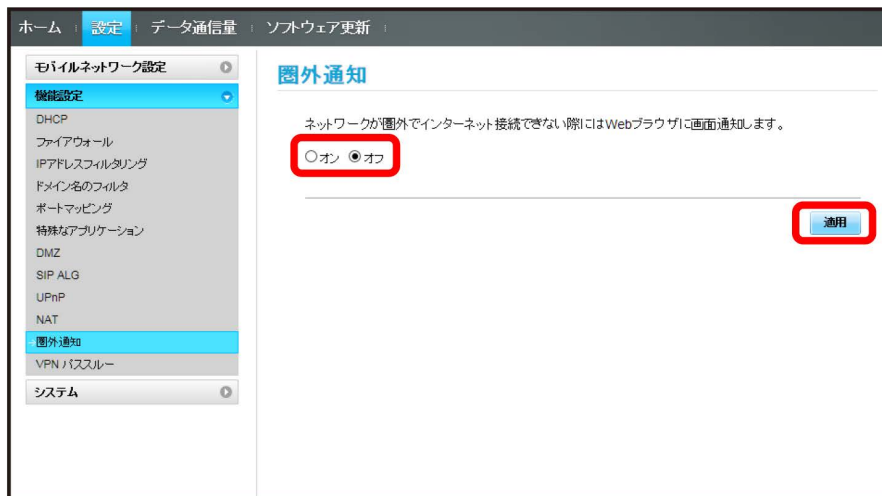 ホーム 設定 データ通信量 ソフトウェア更新
モバイルネットワーク設定
機能設定
DHCP
ファイアウォール
IPアドレスフィルタリング
ドメイン名のフィルタ
ポートマッピング
特殊なアプリケーション
DMZ
SIP ALG
UPnP
NAT
圏外通知
VPN パススルー
システム
圏外通知
ネットワークが圏外でインターネット接続できない際にはWebブラウザに画面通知します。
オン オフ
適用